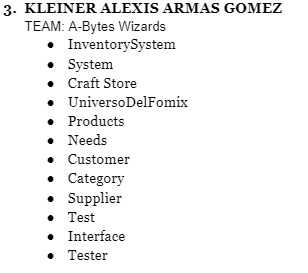 3. KLEINER ALEXIS ARMAS GOMEZ
TEAM: A-Bytes Wizards
● InventorySystem
● System
● Craft Store
● UniversoDelFomix
● Products
● Needs
● Customer
● Category
● Supplier
● Test
● Interface
● Tester